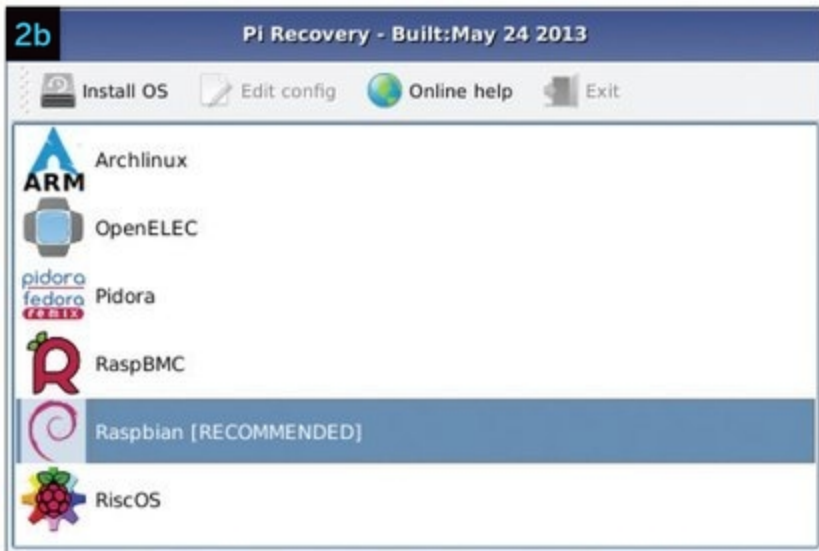 2b
Pi Recovery - Built:May 24 2013
Install OS Edit config Online help Exit
ARM Archlinux
OpenELEC
pidora
fedora
remix
Pidora
RaspBMC
Raspbian [RECOMMENDED]
RiscOS